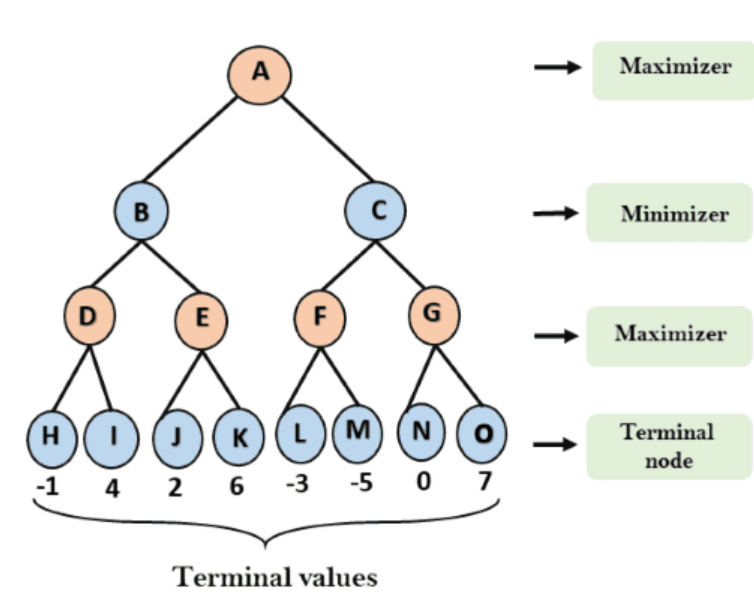 A
Maximizer
B
C
Minimizer
D
E
F
G
Maximizer
H
I
J
K
L
M
N
O
Terminal
node
-1 4 2 6 -3 -5 0 7
Terminal values